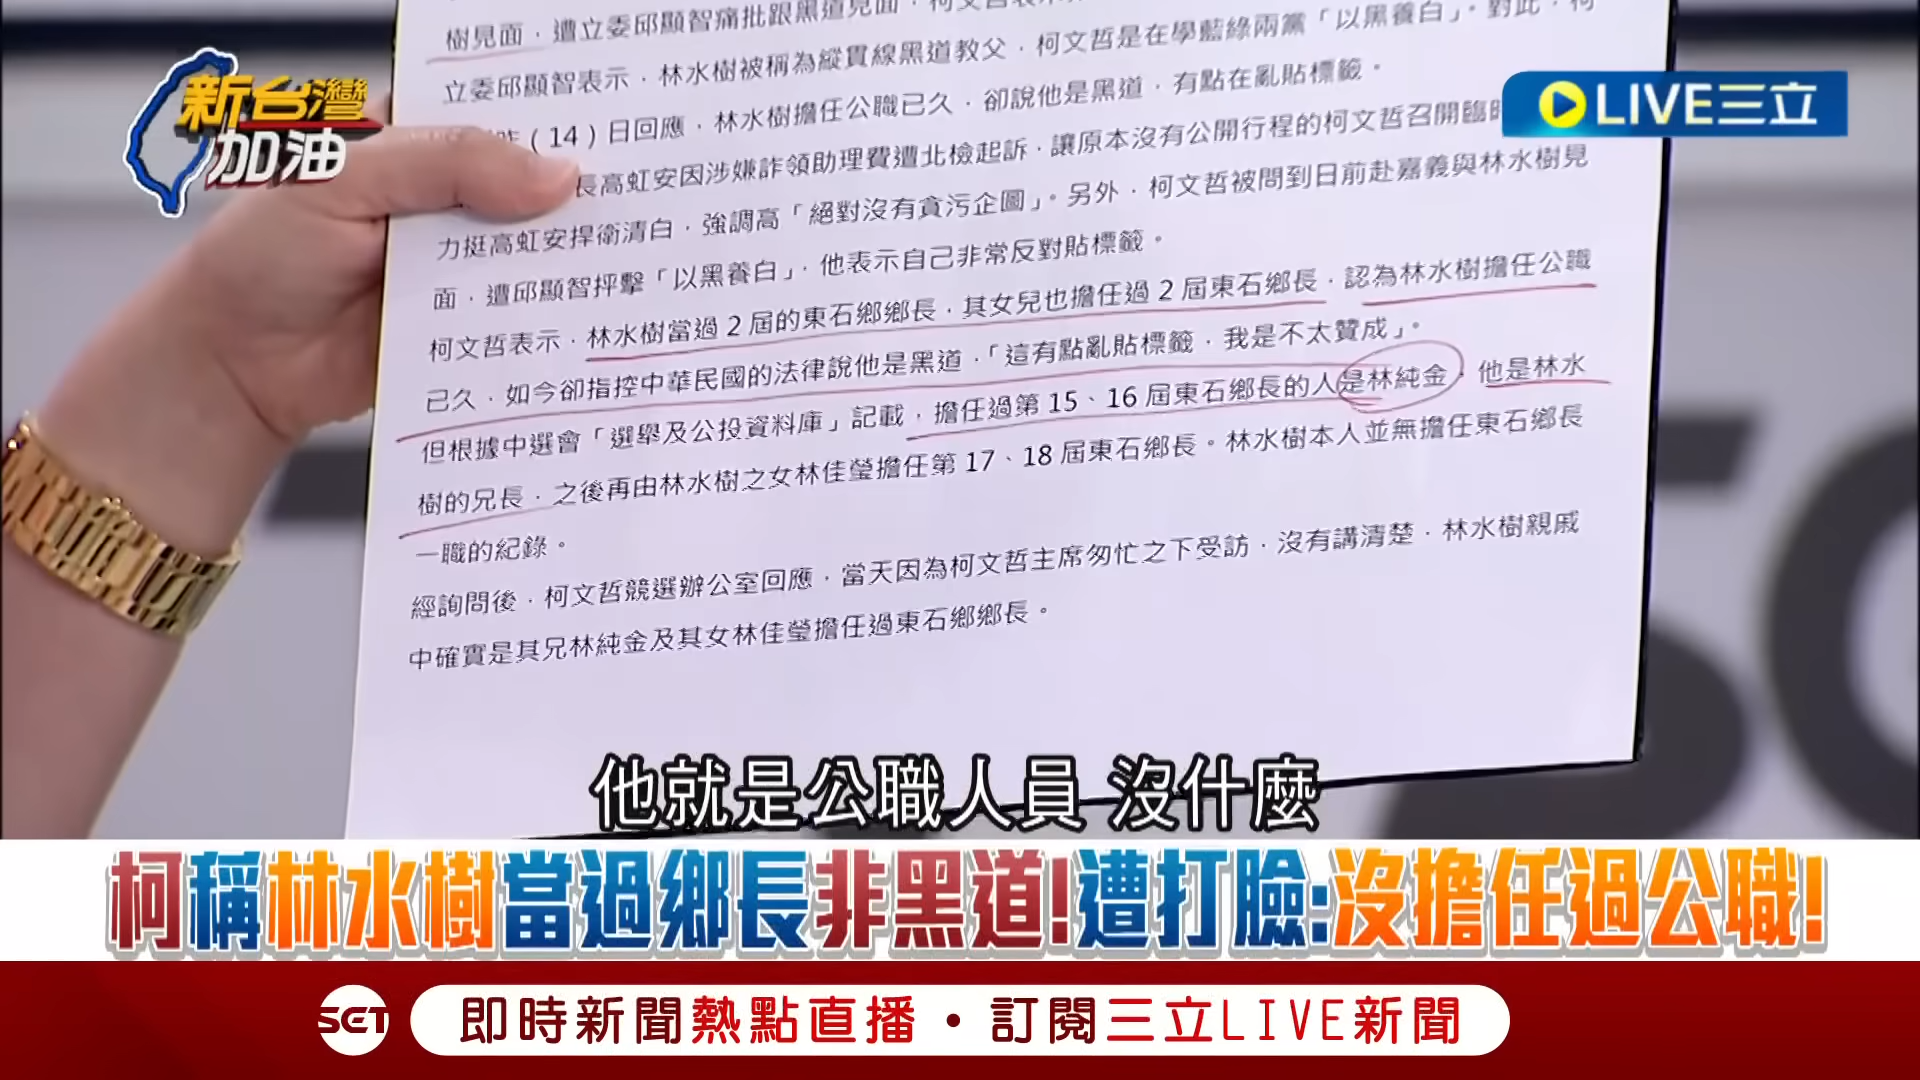 新台灣
加油
LIVE三立
樹見面，遭立委邱顯智痛批跟黑道見面，柯文哲表示
立委邱顯智表示，林水樹被稱為縱貫線黑道教父，柯文哲是在學藍綠兩黨「以黑養白」。對此，柯
昨（14）日回應，林水樹擔任公職已久，卻說他是黑道，有點在亂貼標籤。
長高虹安因涉嫌詐領助理費遭北檢起訴，讓原本沒有公開行程的柯文哲召開臨時
力挺高虹安捍衛清白，強調高「絕對沒有貪污企圖」。另外，柯文哲被問到日前赴嘉義與林水樹見
面，遭邱顯智抨擊「以黑養白」，他表示自己非常反對貼標籤。
柯文哲表示，林水樹當過 2 屆的東石鄉鄉長，其女兒也擔任過 2 屆東石鄉長，認為林水樹擔任公職
已久，如今卻指控中華民國的法律說他是黑道，「這有點亂貼標籤，我是不太贊成」。
但根據中選會「選舉及公投資料庫」記載，擔任過第 15、16 屆東石鄉長的人是林純金，他是林水
樹的兄長，之後再由林水樹之女林佳瑩擔任第 17、18 屆東石鄉長。林水樹本人並無擔任東石鄉長
一職的紀錄。
經詢問後，柯文哲競選辦公室回應，當天因為柯文哲主席匆忙之下受訪，沒有講清楚，林水樹親戚
中確實是其兄林純金及其女林佳瑩擔任過東石鄉鄉長。
他就是公職人員 沒什麼
柯稱林水樹當過鄉長非黑道!遭打臉:沒擔任過公職!
SET 即時新聞熱點直播・訂閱三立LIVE新聞